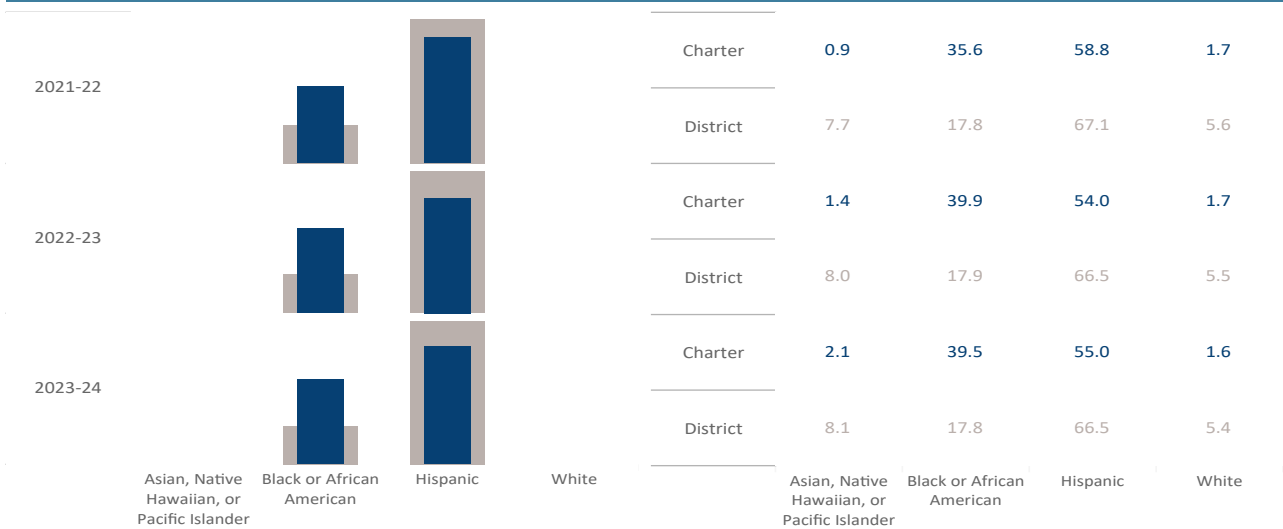 2021-22
Charter 0.9 35.6 58.8 1.7
District 7.7 17.8 67.1 5.6
2022-23
Charter 1.4 39.9 54.0 1.7
District 8.0 17.9 66.5 5.5
2023-24
Charter 2.1 39.5 55.0 1.6
District 8.1 17.8 66.5 5.4
Asian, Native
Hawaiian, or
Pacific Islander
Black or African
American
Hispanic
White
Asian, Native
Hawaiian, or
Pacific Islander
Black or African
American
Hispanic
White